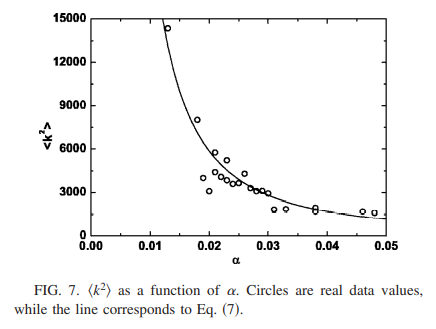 15000
12000
9000
6000
3000
0
<k²>
0.00 0.01 0.02 0.03 0.04 0.05
α
FIG. 7. ⟨k²⟩ as a function of α. Circles are real data values,
while the line corresponds to Eq. (7).